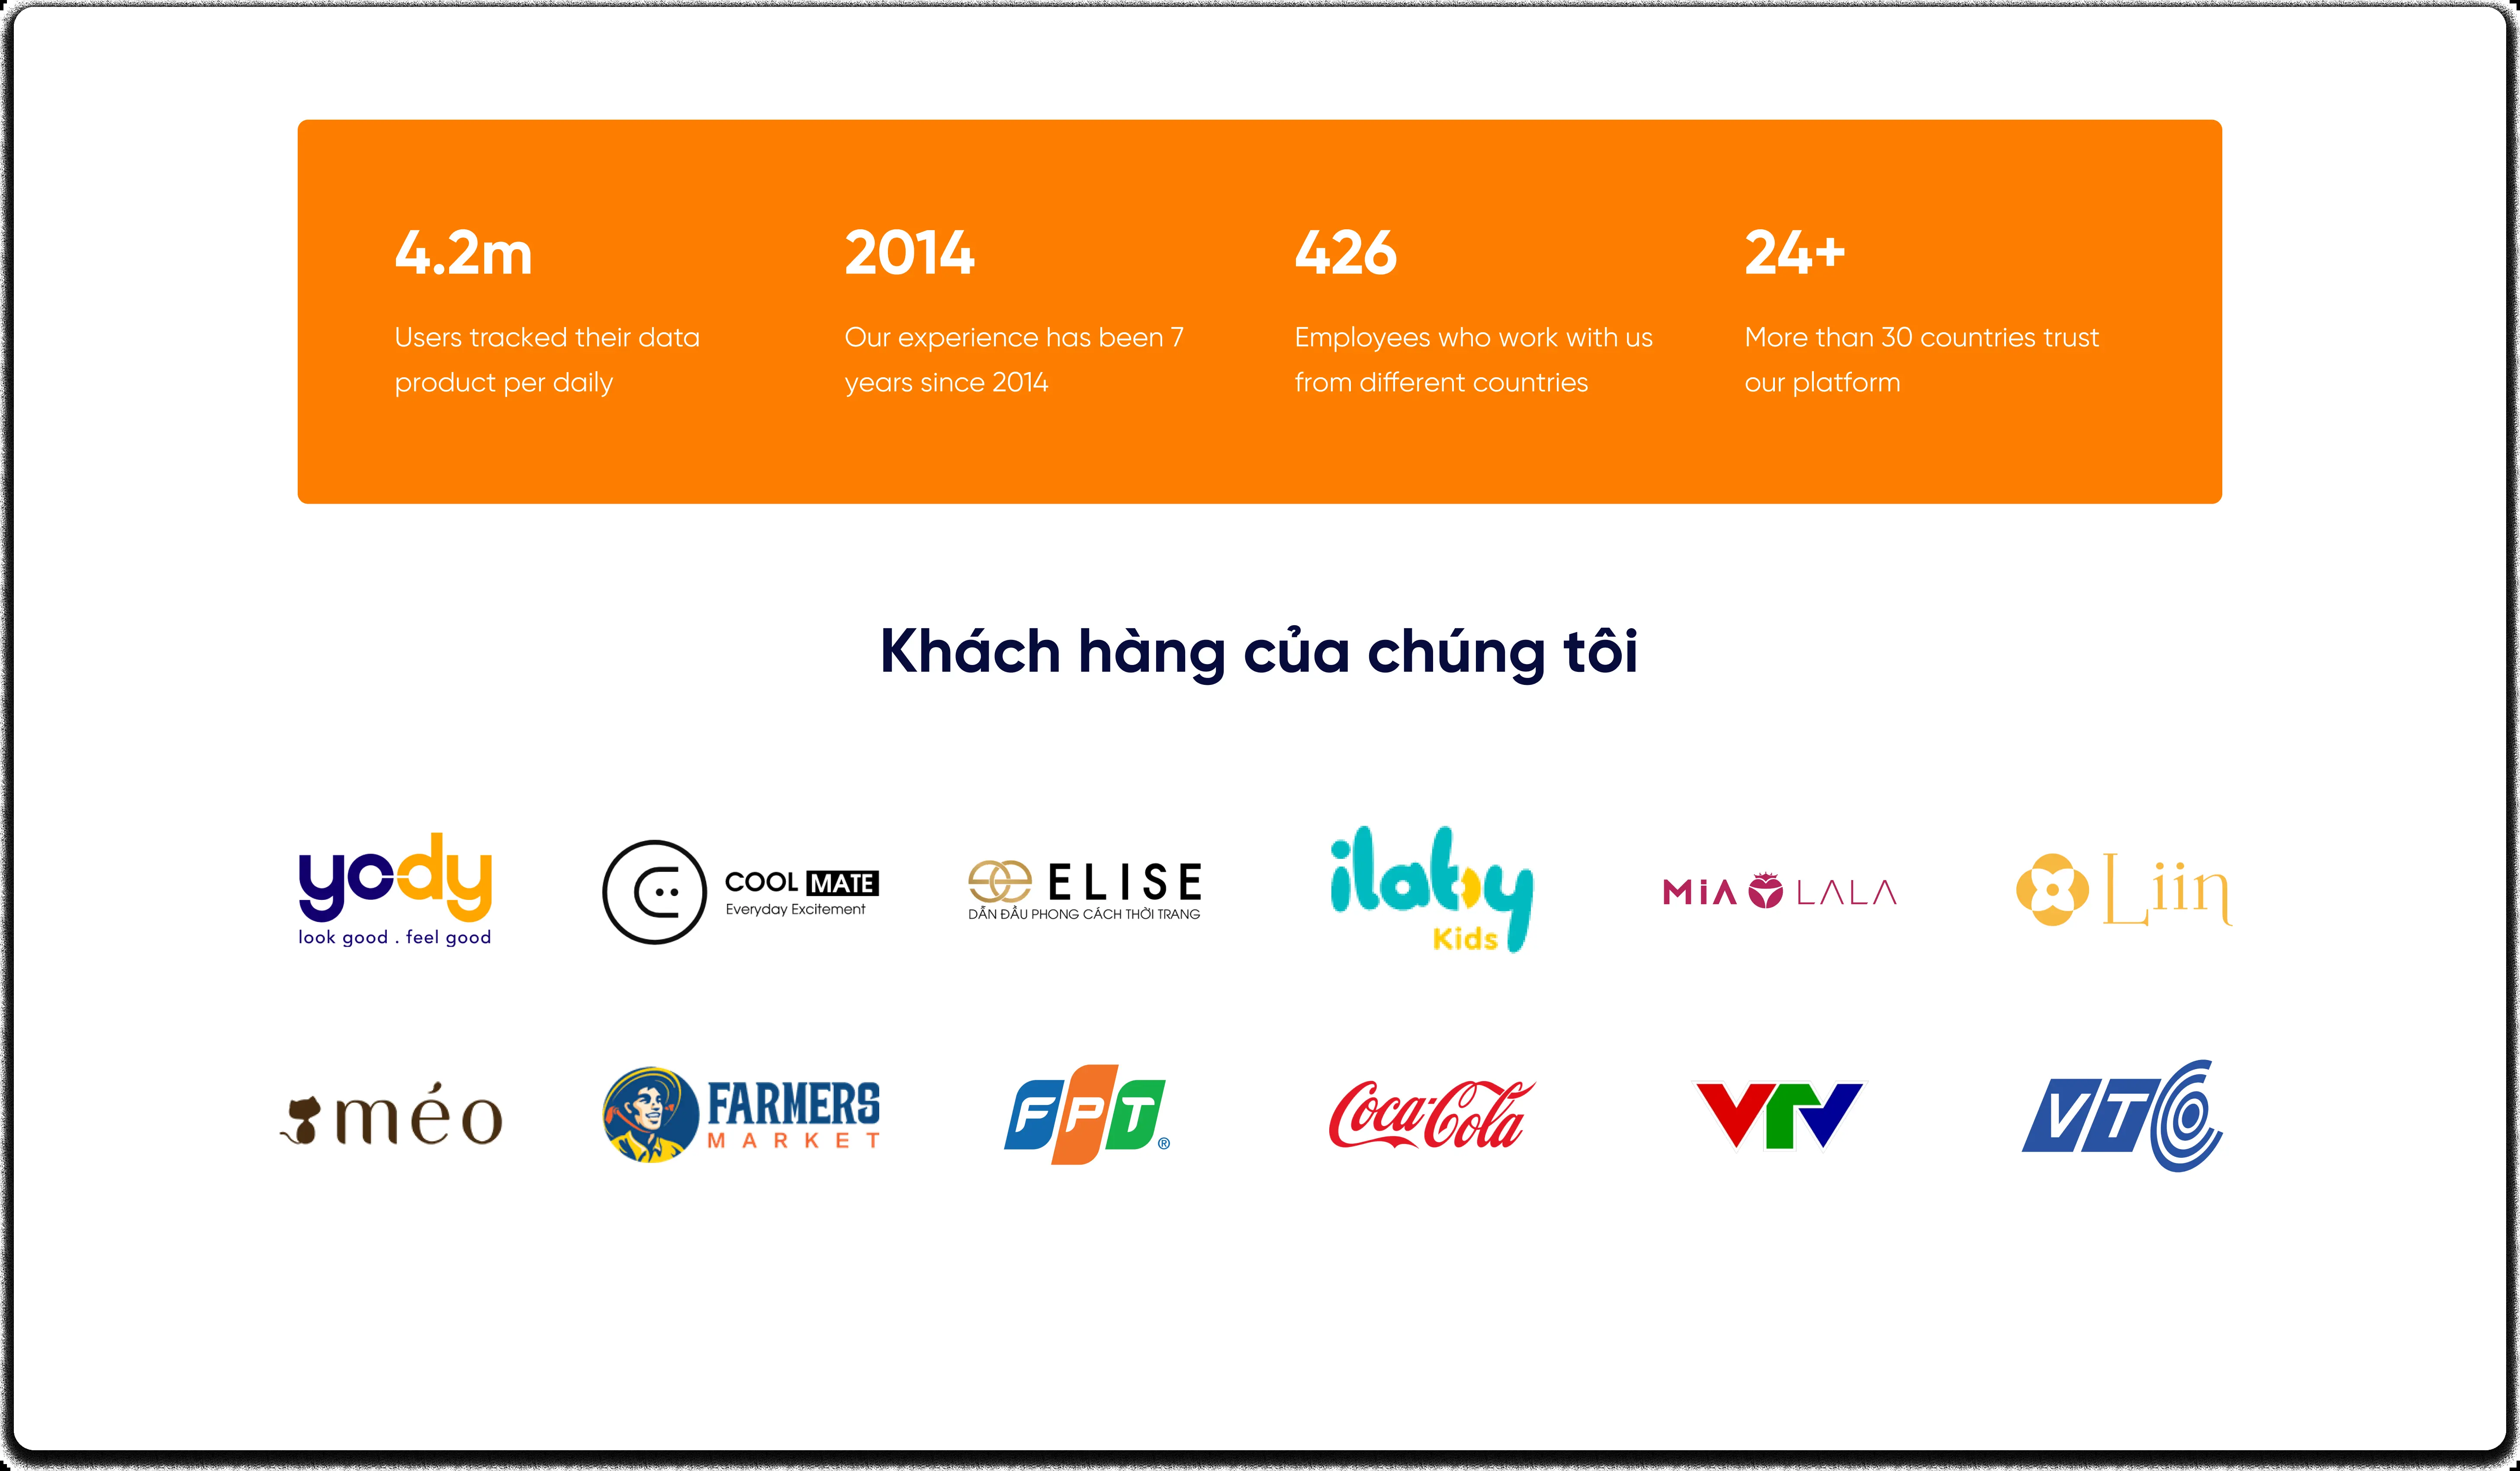 4.2m
Users tracked their data
product per daily
2014
Our experience has been 7
years since 2014
426
Employees who work with us
from different countries
24+
More than 30 countries trust
our platform
Khách hàng của chúng tôi
yody
look good . feel good
COOL MATE
Everyday Excitement
ELISE
DẪN ĐẦU PHONG CÁCH THỜI TRANG
ilaby
Kids
MiA LALA
Liin
méo
FARMERS
MARKET
FPT®
Coca-Cola
VTV
VTC